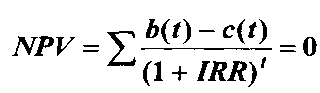 NPV = ∑ (b(t) − c(t)) / (1 + IRR)^t = 0